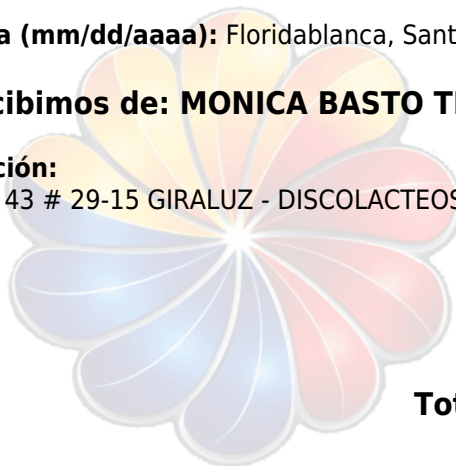 a (mm/dd/aaaa): Floridablanca, Sant
cibimos de: MONICA BASTO T
ción:
43 # 29-15 GIRALUZ - DISCOLACTEOS
Tot